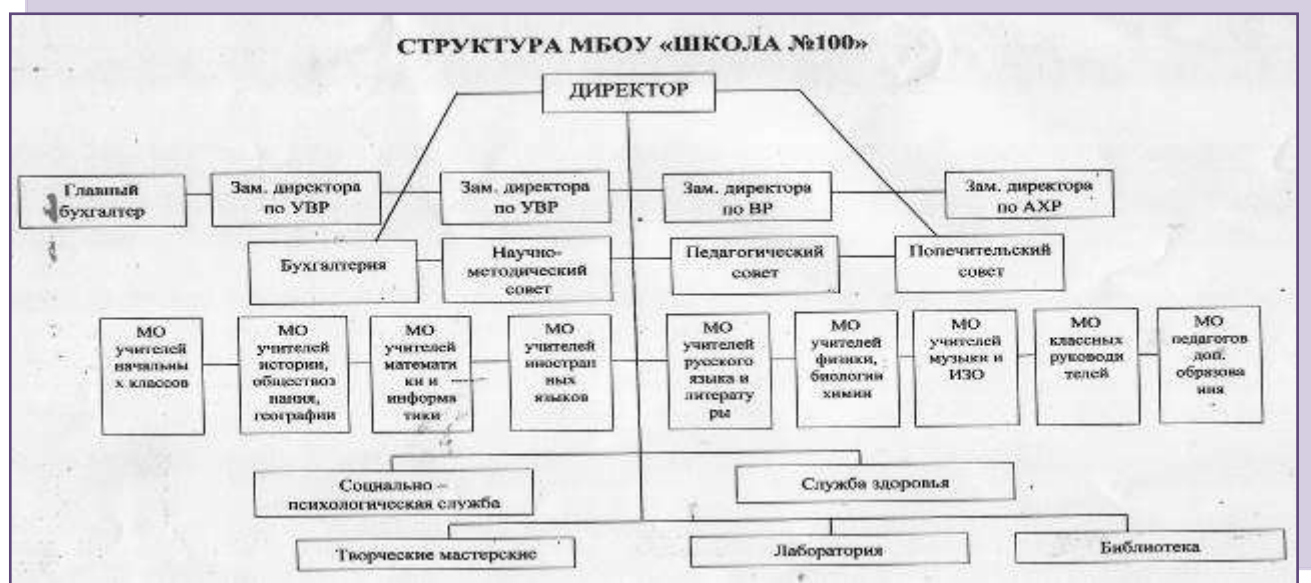 СТРУКТУРА МБОУ «ШКОЛА №100»
ДИРЕКТОР
Главный
бухгалтер
Зам. директора
по УВР
Зам. директора
по УВР
Зам. директора
по ВР
Зам. директора
по АХР
Бухгалтерия
Научно-
методический
совет
Педагогический
совет
Попечительский
совет
МО
учителей
начальны
х классов
МО
учителей
истории,
обществоз
нания,
географии
МО
учителей
математи
ки и
информа
тики
МО
учителей
иностран
ных
языков
МО
учителей
русского
языка и
литерату
ры
МО
учителей
физики,
биологии
химии
МО
учителей
музыки и
ИЗО
МО
классных
руководи
телей
МО
педагогов
доп.
образова
ния
Социально –
психологическая служба
Служба здоровья
Творческие мастерские
Лаборатория
Библиотека